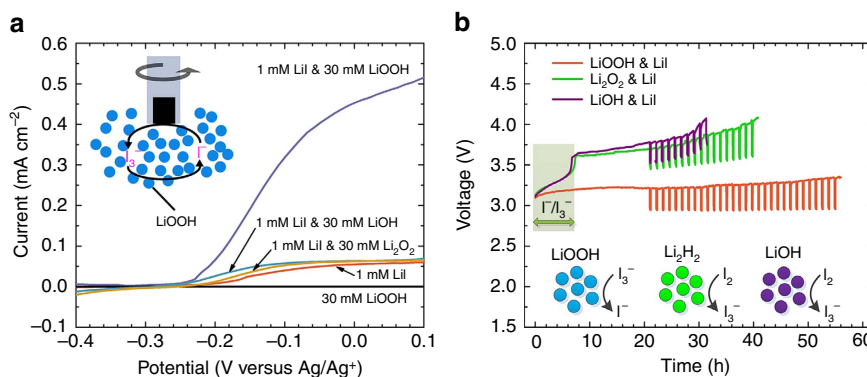 a
0.6
0.5
0.4
0.3
0.2
0.1
0.0
–0.1
Current (mA cm–2)
1 mM LiI & 30 mM LiOOH
I3–
I–
LiOOH
1 mM LiI & 30 mM LiOH
1 mM LiI & 30 mM Li2O2
1 mM LiI
30 mM LiOOH
–0.4 –0.3 –0.2 –0.1 0.0 0.1
Potential (V versus Ag/Ag+)
b
5.0
4.5
4.0
3.5
3.0
2.5
2.0
1.5
Voltage (V)
LiOOH & LiI
Li2O2 & LiI
LiOH & LiI
I–/I3–
LiOOH Li2H2 LiOH
I3– I2 I2
I– I3– I3–
0 10 20 30 40 50 60
Time (h)